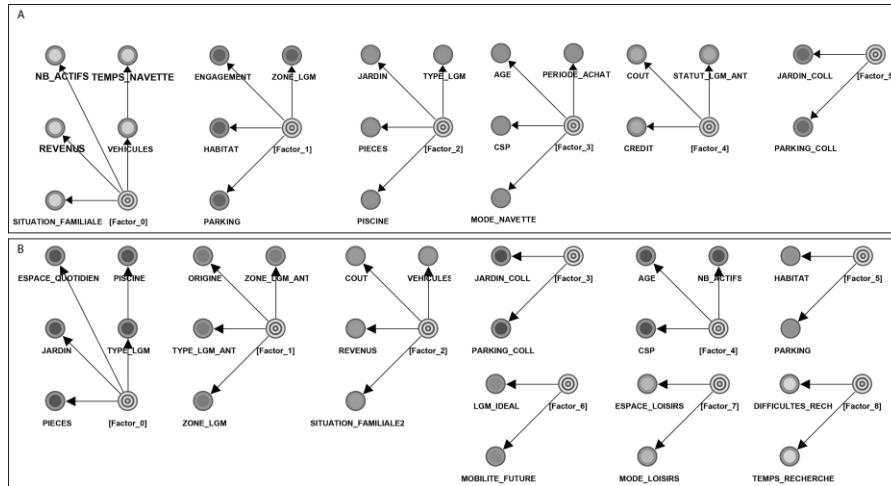 A
NB_ACTIFS TEMPS_NAVETTE ENGAGEMENT ZONE_LGM JARDIN TYPE_LGM AGE PERIODE_ACHAT COUT STATUT_LGM_ANT JARDIN_COLL [Factor_5
REVENUS VEHICULES HABITAT [Factor_1] PIECES [Factor_2] CSP [Factor_3] CREDIT [Factor_4] PARKING_COLL
SITUATION_FAMILIALE [Factor_0] PARKING PISCINE MODE_NAVETTE
B
ESPACE_QUOTIDIEN PISCINE ORIGINE ZONE_LGM_ANT COUT VEHICULES JARDIN_COLL [Factor_3] AGE NB_ACTIFS HABITAT [Factor_5]
JARDIN TYPE_LGM TYPE_LGM_ANT [Factor_1] REVENUS [Factor_2] PARKING_COLL CSP [Factor_4] PARKING
PIECES [Factor_0] ZONE_LGM SITUATION_FAMILIALE2 LGM_IDEAL [Factor_6] ESPACE_LOISIRS [Factor_7] DIFFICULTES_RECH [Factor_8]
MOBILITE_FUTURE MODE_LOISIRS TEMPS_RECHERCHE